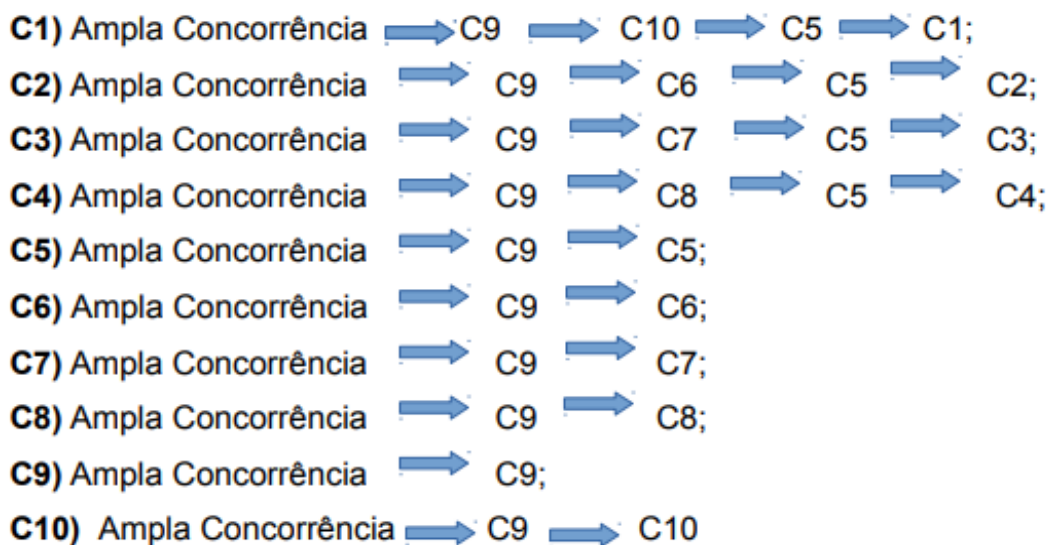 C1) Ampla Concorrência C9 C10 C5 C1;
C2) Ampla Concorrência C9 C6 C5 C2;
C3) Ampla Concorrência C9 C7 C5 C3;
C4) Ampla Concorrência C9 C8 C5 C4;
C5) Ampla Concorrência C9 C5;
C6) Ampla Concorrência C9 C6;
C7) Ampla Concorrência C9 C7;
C8) Ampla Concorrência C9 C8;
C9) Ampla Concorrência C9;
C10) Ampla Concorrência C9 C10